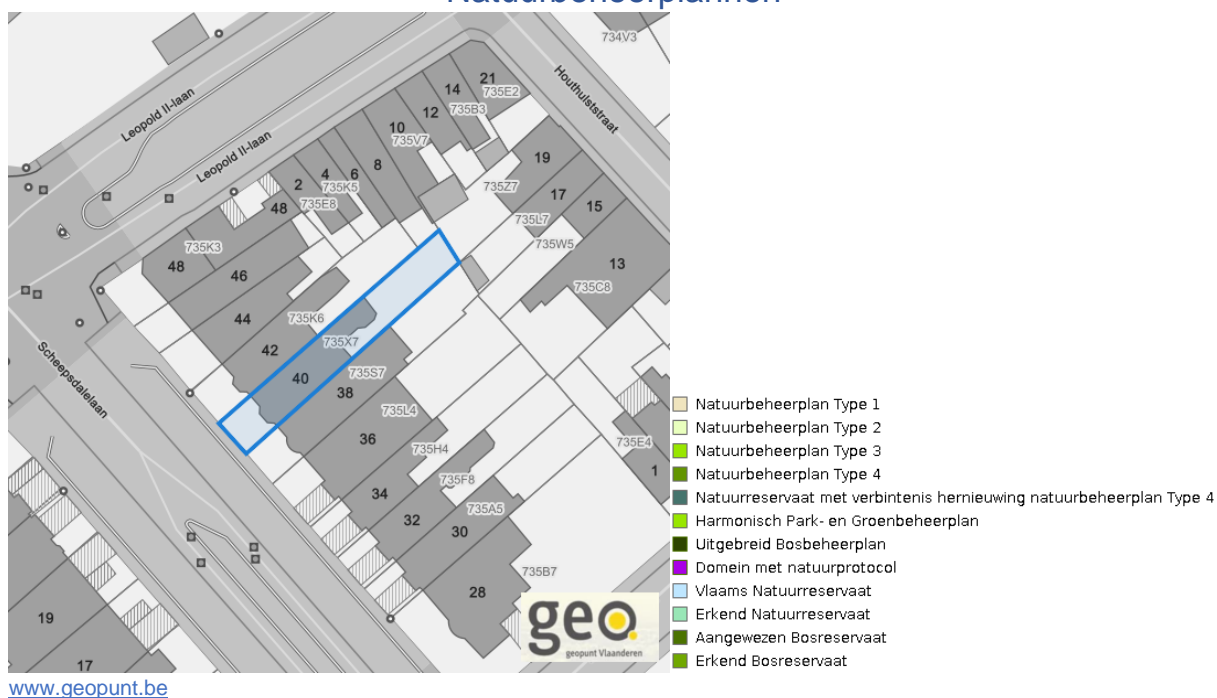 Natuurbeheerplannen
734V3
Leopold II-laan
Houthulststraat
21
735E2
14
735B3
12
10
735V7
8
6
4
735K5
2
735E8
48
Leopold II-laan
19
735Z7
17
735L7
15
735W5
13
735C8
735K3
48
46
44
735K6
42
735X7
40
735S7
38
735L4
36
735H4
34
735F8
32
735A5
30
735B7
28
735E4
1
Scheepsdalelaan
19
17
geo.
geopunt Vlaanderen
Natuurbeheerplan Type 1
Natuurbeheerplan Type 2
Natuurbeheerplan Type 3
Natuurbeheerplan Type 4
Natuurreservaat met verbintenis hernieuwing natuurbeheerplan Type 4
Harmonisch Park- en Groenbeheerplan
Uitgebreid Bosbeheerplan
Domein met natuurprotocol
Vlaams Natuurreservaat
Erkend Natuurreservaat
Aangewezen Bosreservaat
Erkend Bosreservaat
www.geopunt.be